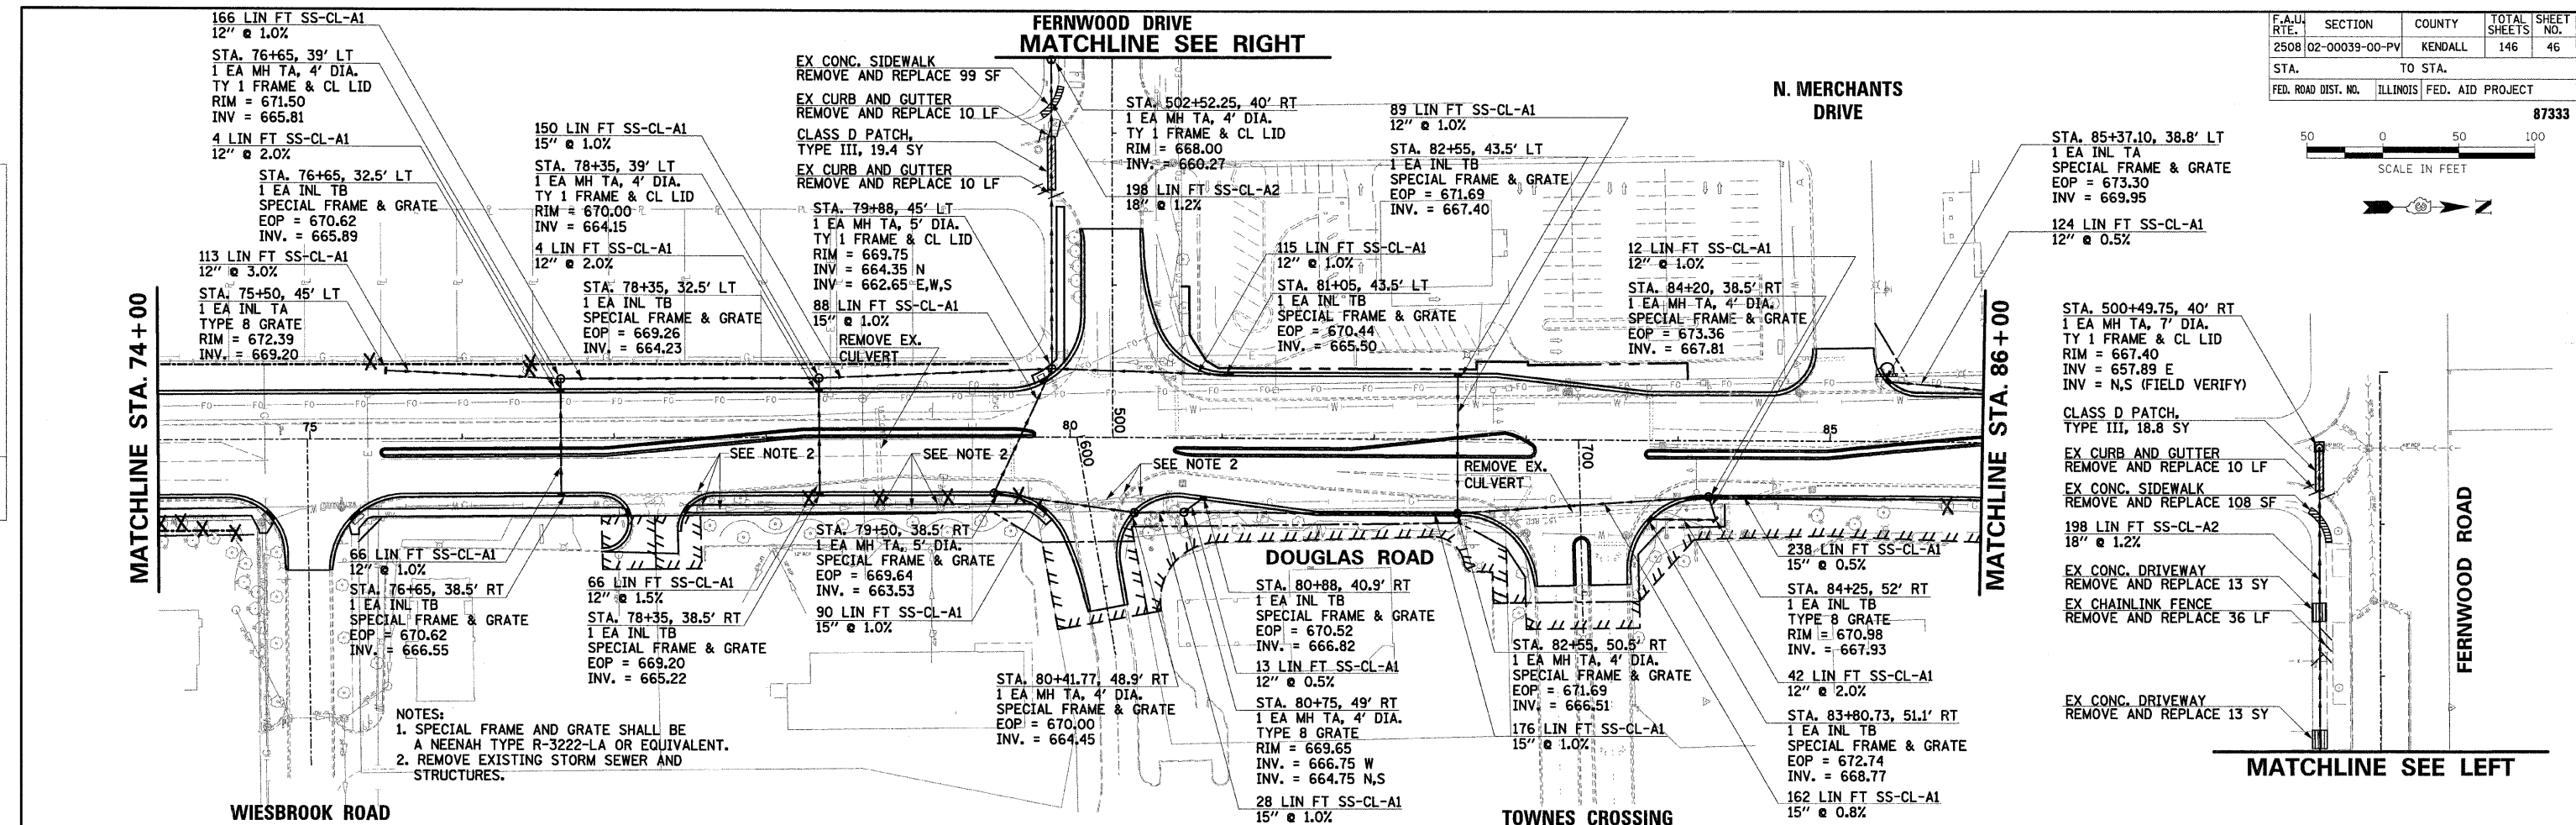 166 LIN FT SS-CL-A1
12" @ 1.0%
STA. 76+65, 39' LT
1 EA MH TA, 4' DIA.
TY 1 FRAME & CL LID
RIM = 671.50
INV = 665.81
4 LIN FT SS-CL-A1
12" @ 2.0%
STA. 76+65, 32.5' LT
1 EA INL TB
SPECIAL FRAME & GRATE
EOP = 670.62
INV. = 665.89
113 LIN FT SS-CL-A1
12" @ 3.0%
STA. 75+50, 45' LT
1 EA INL TA
TYPE 8 GRATE
RIM = 672.39
INV. = 669.20
150 LIN FT SS-CL-A1
15" @ 1.0%
STA. 78+35, 39' LT
1 EA MH TA, 4' DIA.
TY 1 FRAME & CL LID
RIM = 670.00
INV = 664.15
4 LIN FT SS-CL-A1
12" @ 2.0%
STA. 78+35, 32.5' LT
1 EA INL TB
SPECIAL FRAME & GRATE
EOP = 669.26
INV. = 664.23
FERNWOOD DRIVE
MATCHLINE SEE RIGHT
EX CONC. SIDEWALK
REMOVE AND REPLACE 99 SF
EX CURB AND GUTTER
REMOVE AND REPLACE 10 LF
CLASS D PATCH,
TYPE III, 19.4 SY
EX CURB AND GUTTER
REMOVE AND REPLACE 10 LF
STA. 79+88, 45' LT
1 EA MH TA, 5' DIA.
TY 1 FRAME & CL LID
RIM = 669.75
INV = 664.35 N
INV = 662.65 E,W,S
88 LIN FT SS-CL-A1
15" @ 1.0%
REMOVE EX.
CULVERT
STA. 502+52.25, 40' RT
1 EA MH TA, 4' DIA.
TY 1 FRAME & CL LID
RIM = 668.00
INV. = 660.27
198 LIN FT SS-CL-A2
18" @ 1.2%
89 LIN FT SS-CL-A1
12" @ 1.0%
STA. 82+55, 43.5' LT
1 EA INL TB
SPECIAL FRAME & GRATE
EOP = 671.69
INV. = 667.40
115 LIN FT SS-CL-A1
12" @ 1.0%
STA. 81+05, 43.5' LT
1 EA INL TB
SPECIAL FRAME & GRATE
EOP = 670.44
INV. = 665.50
N. MERCHANTS
DRIVE
12 LIN FT SS-CL-A1
12" @ 1.0%
STA. 84+20, 38.5' RT
1 EA MH TA, 4' DIA.
SPECIAL FRAME & GRATE
EOP = 673.36
INV. = 667.81
STA. 85+37.10, 38.8' LT
1 EA INL TA
SPECIAL FRAME & GRATE
EOP = 673.30
INV = 669.95
124 LIN FT SS-CL-A1
12" @ 0.5%
F.A.U. RTE. SECTION COUNTY TOTAL SHEETS SHEET NO.
2508 02-00039-00-PV KENDALL 146 46
STA. TO STA.
FED. ROAD DIST. NO. ILLINOIS FED. AID PROJECT
87333
50 0 50 100
SCALE IN FEET
N
MATCHLINE STA. 74+00
75
80
500
600
700
85
MATCHLINE STA. 86+00
SEE NOTE 2
SEE NOTE 2
SEE NOTE 2
REMOVE EX.
CULVERT
66 LIN FT SS-CL-A1
12" @ 1.0%
STA. 76+65, 38.5' RT
1 EA INL TB
SPECIAL FRAME & GRATE
EOP = 670.62
INV. = 666.55
66 LIN FT SS-CL-A1
12" @ 1.5%
STA. 78+35, 38.5' RT
1 EA INL TB
SPECIAL FRAME & GRATE
EOP = 669.20
INV. = 665.22
STA. 79+50, 38.5' RT
1 EA MH TA, 5' DIA.
SPECIAL FRAME & GRATE
EOP = 669.64
INV. = 663.53
90 LIN FT SS-CL-A1
15" @ 1.0%
STA. 80+41.77, 48.9' RT
1 EA MH TA, 4' DIA.
SPECIAL FRAME & GRATE
EOP = 670.00
INV. = 664.45
DOUGLAS ROAD
STA. 80+88, 40.9' RT
1 EA INL TB
SPECIAL FRAME & GRATE
EOP = 670.52
INV. = 666.82
13 LIN FT SS-CL-A1
12" @ 0.5%
STA. 80+75, 49' RT
1 EA MH TA, 4' DIA.
TYPE 8 GRATE
RIM = 669.65
INV. = 666.75 W
INV. = 664.75 N,S
28 LIN FT SS-CL-A1
15" @ 1.0%
STA. 82+55, 50.5' RT
1 EA MH TA, 4' DIA.
SPECIAL FRAME & GRATE
EOP = 671.69
INV. = 666.51
176 LIN FT SS-CL-A1
15" @ 1.0%
238 LIN FT SS-CL-A1
15" @ 0.5%
STA. 84+25, 52' RT
1 EA INL TB
TYPE 8 GRATE
RIM = 670.98
INV. = 667.93
42 LIN FT SS-CL-A1
12" @ 2.0%
STA. 83+80.73, 51.1' RT
1 EA INL TB
SPECIAL FRAME & GRATE
EOP = 672.74
INV. = 668.77
162 LIN FT SS-CL-A1
15" @ 0.8%
NOTES:
1. SPECIAL FRAME AND GRATE SHALL BE
A NEENAH TYPE R-3222-LA OR EQUIVALENT.
2. REMOVE EXISTING STORM SEWER AND
STRUCTURES.
WIESBROOK ROAD
TOWNES CROSSING
STA. 500+49.75, 40' RT
1 EA MH TA, 7' DIA.
TY 1 FRAME & CL LID
RIM = 667.40
INV = 657.89 E
INV = N,S (FIELD VERIFY)
CLASS D PATCH,
TYPE III, 18.8 SY
EX CURB AND GUTTER
REMOVE AND REPLACE 10 LF
EX CONC. SIDEWALK
REMOVE AND REPLACE 108 SF
198 LIN FT SS-CL-A2
18" @ 1.2%
EX CONC. DRIVEWAY
REMOVE AND REPLACE 13 SY
EX CHAINLINK FENCE
REMOVE AND REPLACE 36 LF
EX CONC. DRIVEWAY
REMOVE AND REPLACE 13 SY
FERNWOOD ROAD
MATCHLINE SEE LEFT